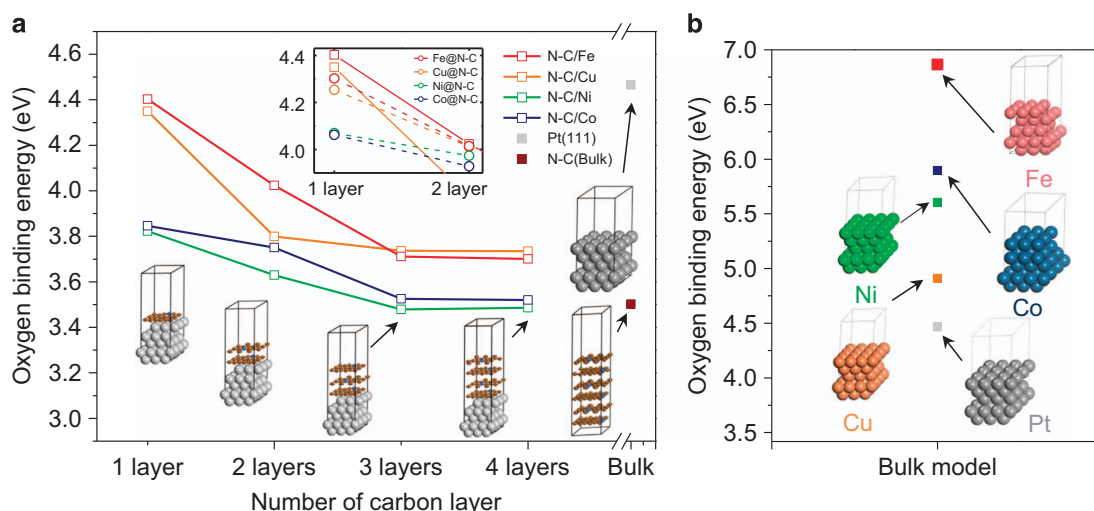 a
4.6
4.4
4.2
4.0
3.8
3.6
3.4
3.2
3.0
Oxygen binding energy (eV)
1 layer
2 layers
3 layers
4 layers
Bulk
Number of carbon layer
4.4
4.2
4.0
1 layer
2 layer
Fe@N-C
Cu@N-C
Ni@N-C
Co@N-C
N-C/Fe
N-C/Cu
N-C/Ni
N-C/Co
Pt(111)
N-C(Bulk)
b
7.0
6.5
6.0
5.5
5.0
4.5
4.0
3.5
Oxygen binding energy (eV)
Fe
Ni
Co
Cu
Pt
Bulk model